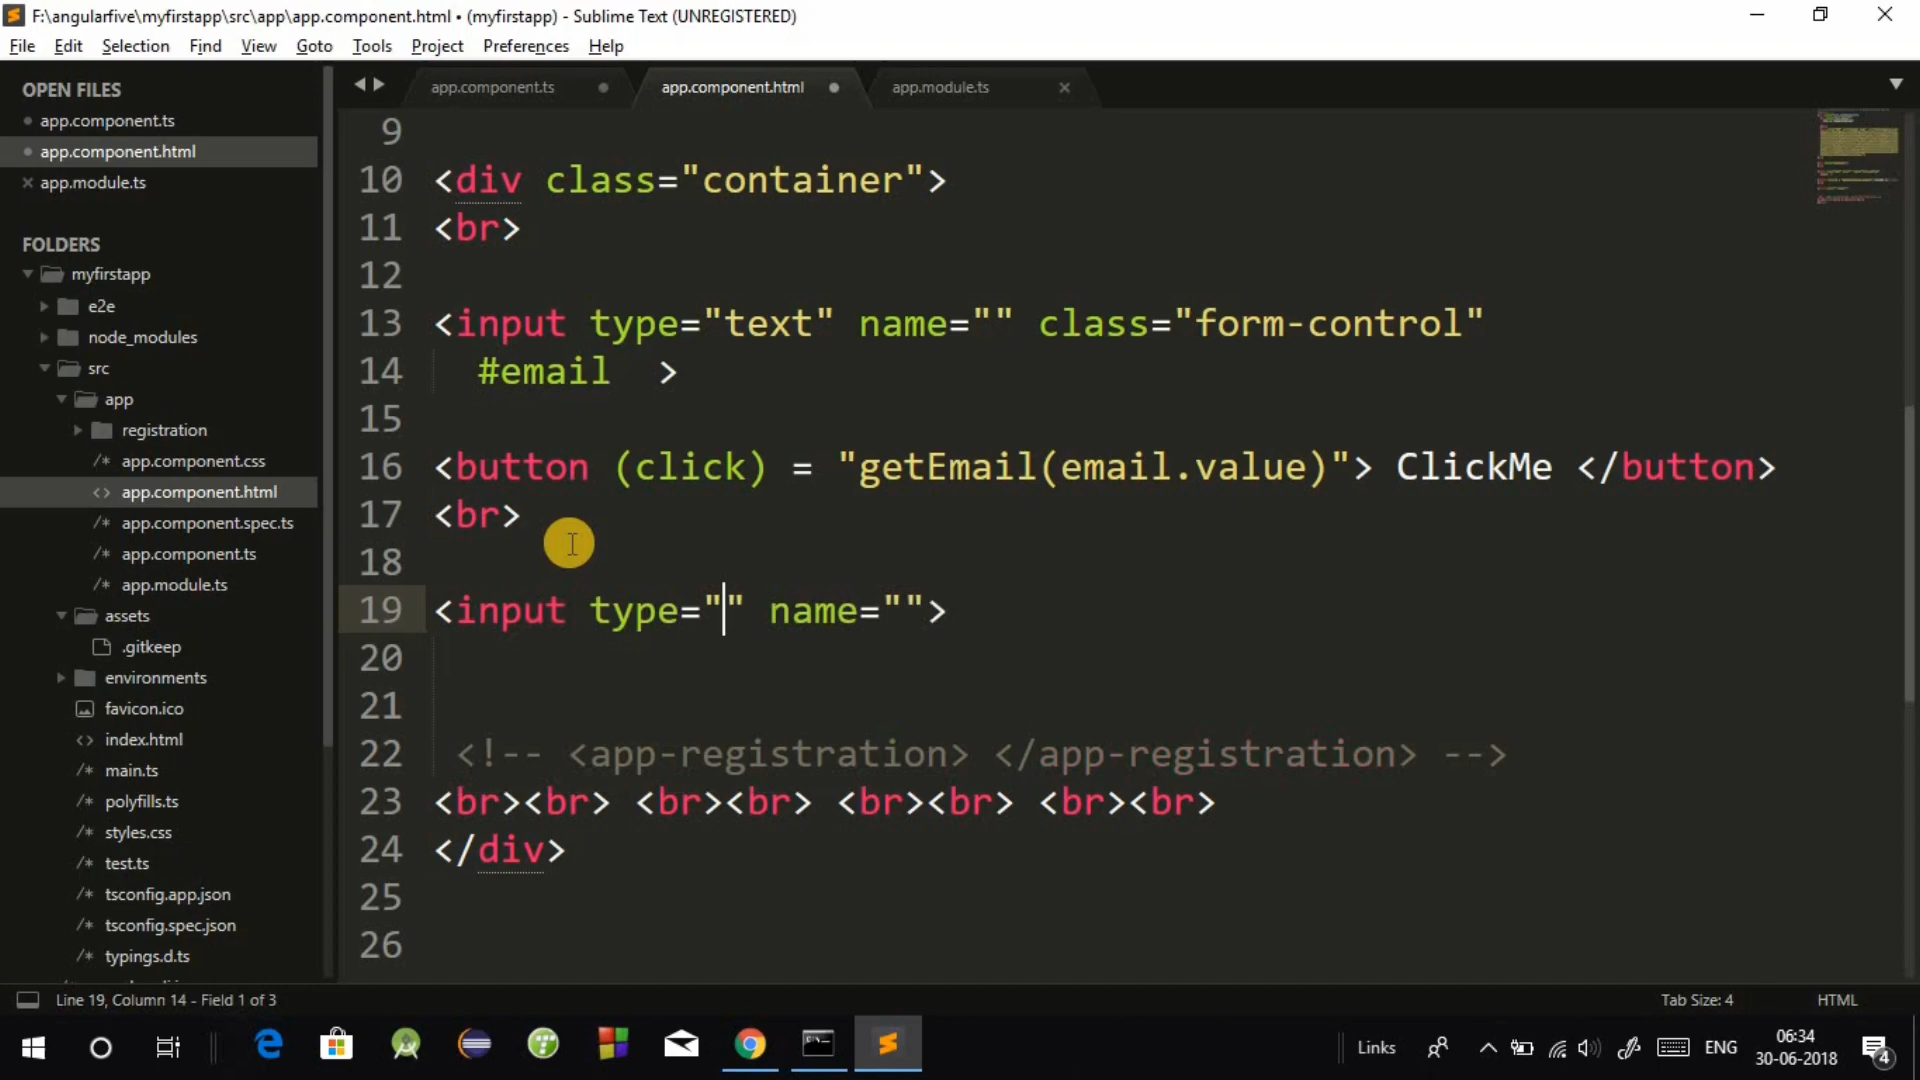 F:\angularfive\myfirstapp\src\app\app.component.html • (myfirstapp) - Sublime Text (UNREGISTERED)
File Edit Selection Find View Goto Tools Project Preferences Help
OPEN FILES
app.component.ts
app.component.html
app.module.ts
FOLDERS
myfirstapp
e2e
node_modules
src
app
registration
/* app.component.css
<> app.component.html
/* app.component.spec.ts
/* app.component.ts
/* app.module.ts
assets
.gitkeep
environments
favicon.ico
<> index.html
/* main.ts
/* polyfills.ts
/* styles.css
/* test.ts
/* tsconfig.app.json
/* tsconfig.spec.json
/* typings.d.ts
app.component.ts app.component.html app.module.ts
9
10 <div class="container">
11 <br>
12
13 <input type="text" name="" class="form-control"
14 #email >
15
16 <button (click) = "getEmail(email.value)"> ClickMe </button>
17 <br>
18
19 <input type="" name="">
20
21
22 <!-- <app-registration> </app-registration> -->
23 <br><br> <br><br> <br><br> <br><br>
24 </div>
25
26
Line 19, Column 14 - Field 1 of 3 Tab Size: 4 HTML
Links ENG 06:34
30-06-2018 4